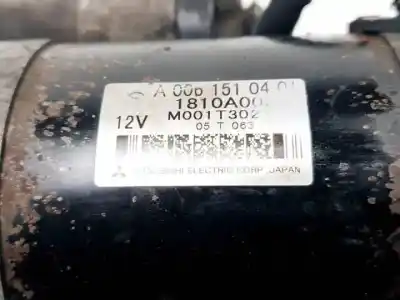 A 006 151 04 01
1810A00
12V M001T302
05 T 063
MITSUBISHI ELECTRIC CORP. JAPAN